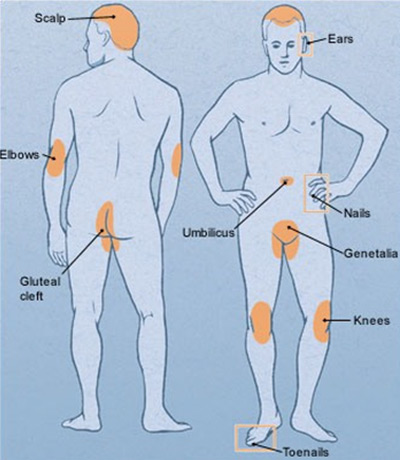 Scalp
Ears
Elbows
Nails
Umbilicus
Genetalia
Gluteal
cleft
Knees
Toenails